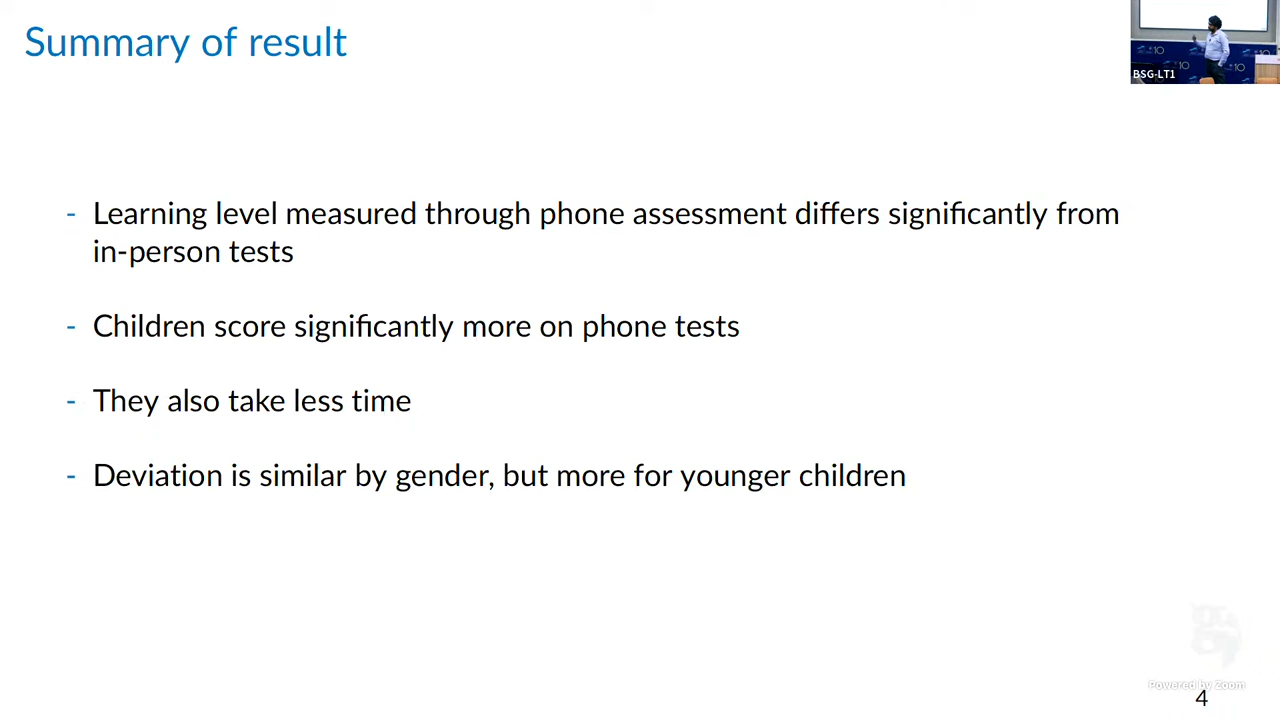 Summary of result
BSG-LT1
- Learning level measured through phone assessment differs significantly from
in-person tests
- Children score significantly more on phone tests
- They also take less time
- Deviation is similar by gender, but more for younger children
Powered by Zoom
4